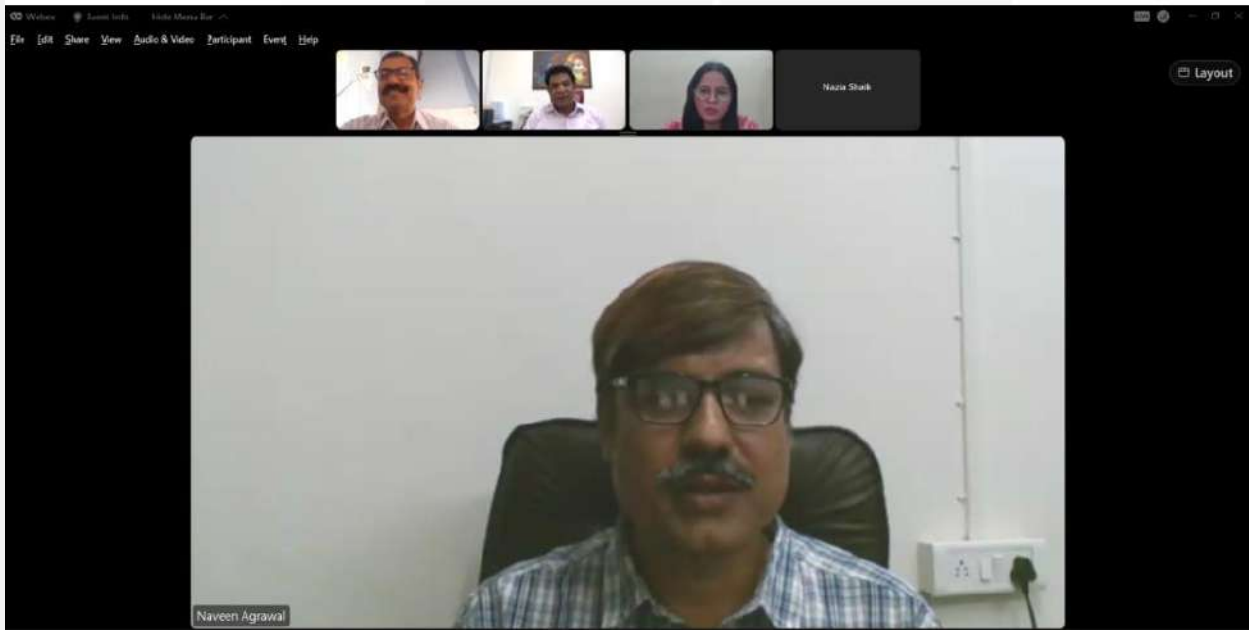 Webex Event Info Hide Menu Bar
File Edit Share View Audio & Video Participant Event Help
Layout
Nazia Shaik
Naveen Agrawal